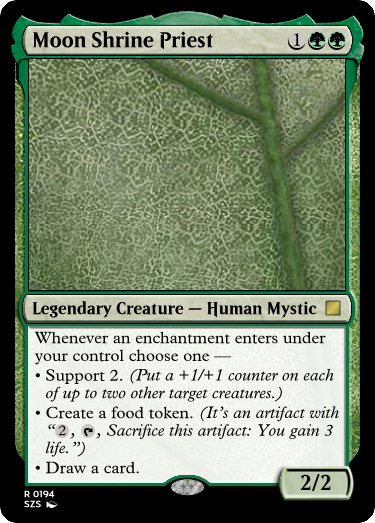 Moon Shrine Priest 1
Legendary Creature — Human Mystic
Whenever an enchantment enters under
your control choose one —
• Support 2. (Put a +1/+1 counter on each
of up to two other target creatures.)
• Create a food token. (It's an artifact with
“2, , Sacrifice this artifact: You gain 3
life.”)
• Draw a card.
2/2
R 0194
SZS